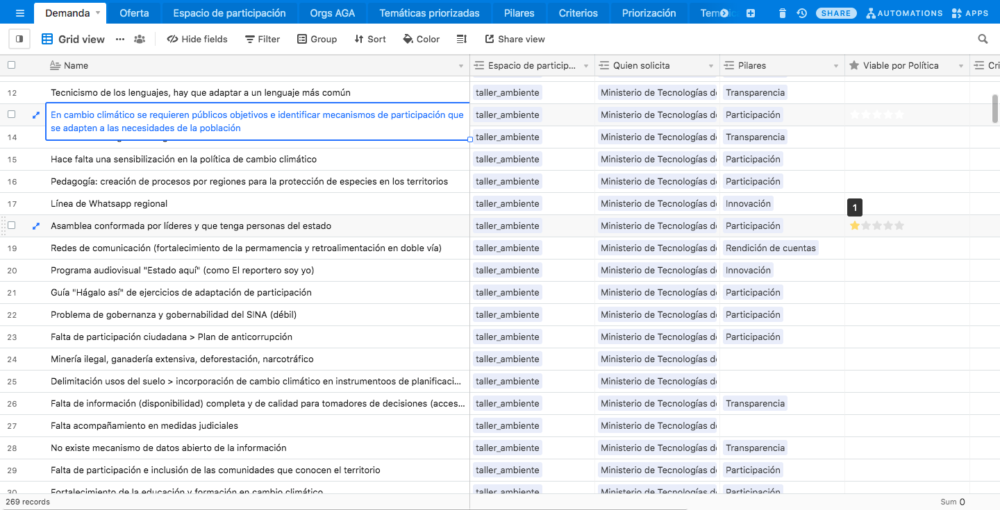 Demanda
Oferta
Espacio de participación
Orgs AGA
Temáticas priorizadas
Pilares
Criterios
Priorización
SHARE
AUTOMATIONS
APPS
Grid view
Hide fields
Filter
Group
Sort
Color
Share view
Name
Espacio de particip...
Quien solicita
Pilares
Viable por Política
Cri
12 Tecnicismo de los lenguajes, hay que adaptar a un lenguaje más común taller_ambiente Ministerio de Tecnologías d Transparencia
En cambio climático se requieren públicos objetivos e identificar mecanismos de participación que taller_ambiente Ministerio de Tecnologías d Participación
se adapten a las necesidades de la población
14 taller_ambiente Ministerio de Tecnologías d Transparencia
15 Hace falta una sensibilización en la política de cambio climático taller_ambiente Ministerio de Tecnologías d Participación
16 Pedagogía: creación de procesos por regiones para la protección de especies en los territorios taller_ambiente Ministerio de Tecnologías d Participación
17 Línea de Whatsapp regional taller_ambiente Ministerio de Tecnologías d Innovación
1
Asamblea conformada por líderes y que tenga personas del estado taller_ambiente Ministerio de Tecnologías d Participación
19 Redes de comunicación (fortalecimiento de la permamencia y retroalimentación en doble vía) taller_ambiente Ministerio de Tecnologías d Rendición de cuentas
20 Programa audiovisual "Estado aquí" (como El reportero soy yo) taller_ambiente Ministerio de Tecnologías d Innovación
21 Guía "Hágalo así" de ejercicios de adaptación de participación taller_ambiente Ministerio de Tecnologías d Participación
22 Problema de gobernanza y gobernabilidad del SINA (débil) taller_ambiente Ministerio de Tecnologías d Participación
23 Falta de participación ciudadana > Plan de anticorrupción taller_ambiente Ministerio de Tecnologías d Participación
24 Minería ilegal, ganadería extensiva, deforestación, narcotráfico taller_ambiente Ministerio de Tecnologías d
25 Delimitación usos del suelo > incorporación de cambio climático en instrumentoos de planificaci... taller_ambiente Ministerio de Tecnologías d
26 Falta de información (disponibilidad) completa y de calidad para tomadores de decisiones (acces... taller_ambiente Ministerio de Tecnologías d Transparencia
27 Falta acompañamiento en medidas judiciales taller_ambiente Ministerio de Tecnologías d
28 No existe mecanismo de datos abierto de la información taller_ambiente Ministerio de Tecnologías d Transparencia
29 Falta de participación e inclusión de las comunidades que conocen el territorio taller_ambiente Ministerio de Tecnologías d Participación
30 Fortalecimiento de la educación y formación en cambio climático taller_ambiente Ministerio de Tecnologías d Participación
269 records
Sum 0